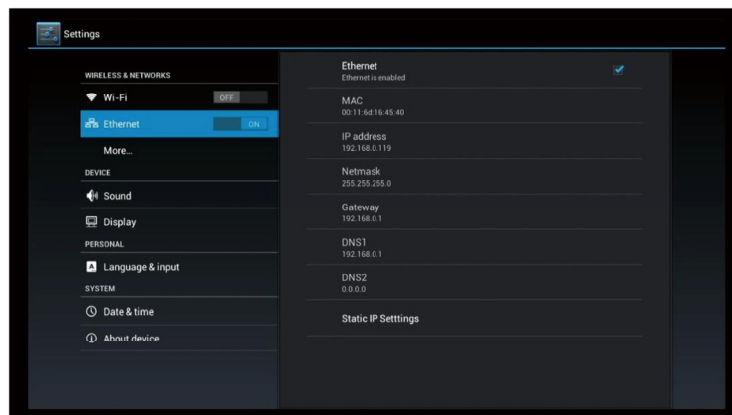 Settings
WIRELESS & NETWORKS
Wi-Fi OFF
Ethernet ON
More...
DEVICE
Sound
Display
PERSONAL
A Language & input
SYSTEM
Date & time
About device
Ethernet
Ethernet is enabled
MAC
00:11:6d:16:45:40
IP address
192.168.0.119
Netmask
255.255.255.0
Gateway
192.168.0.1
DNS1
192.168.0.1
DNS2
0.0.0.0
Static IP Setttings